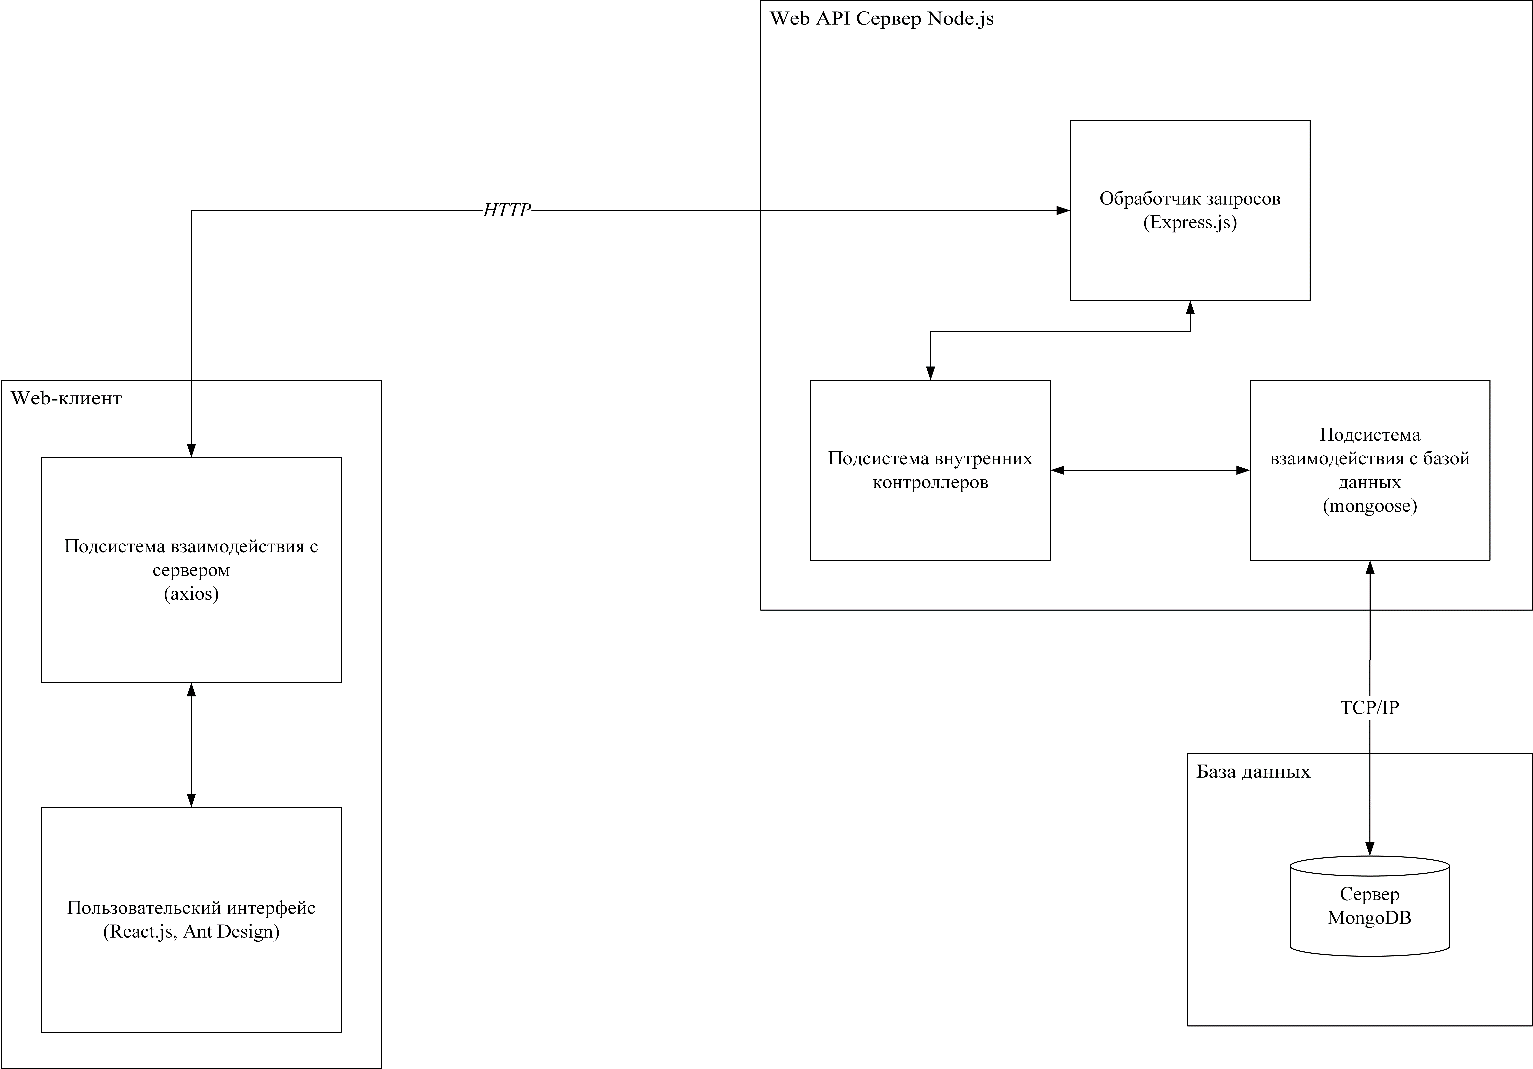 Web API Сервер Node.js
Обработчик запросов
(Express.js)
HTTP
Web-клиент
Подсистема внутренних
контроллеров
Подсистема
взаимодействия с базой
данных
(mongoose)
Подсистема взаимодействия с
сервером
(axios)
TCP/IP
База данных
Сервер
MongoDB
Пользовательский интерфейс
(React.js, Ant Design)